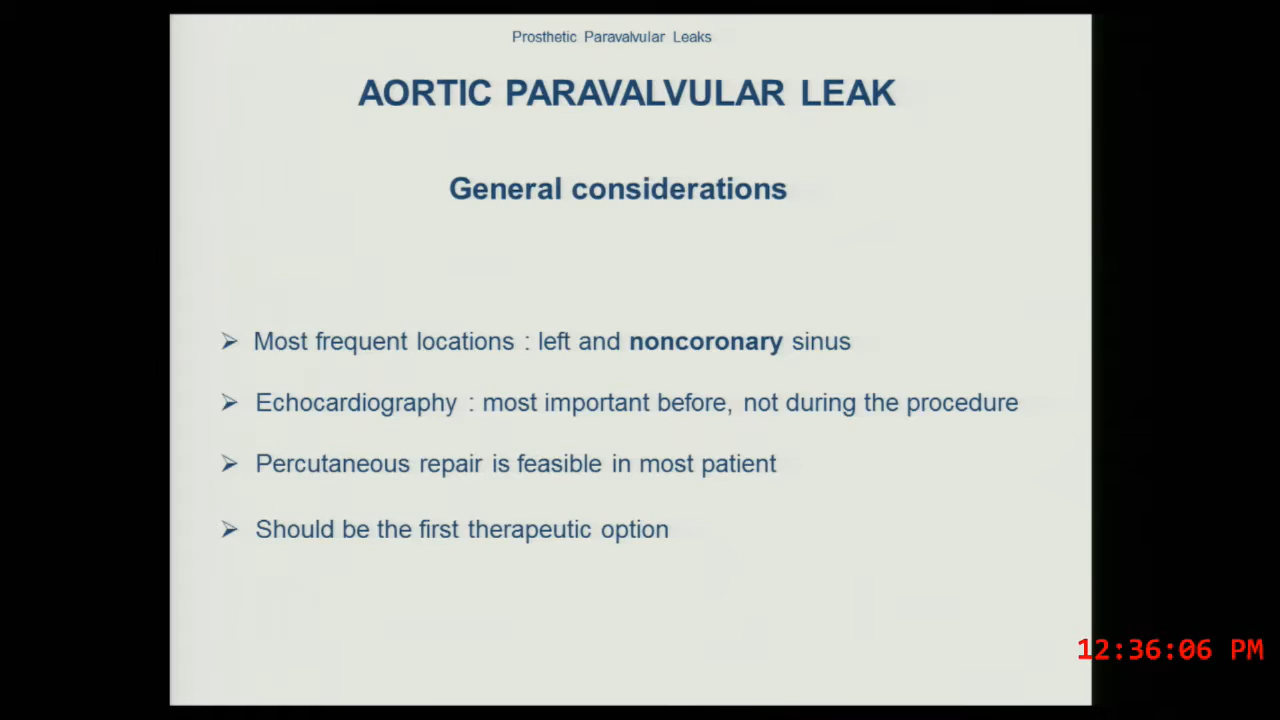 Prosthetic Paravalvular Leaks
AORTIC PARAVALVULAR LEAK
General considerations
➢ Most frequent locations : left and noncoronary sinus
➢ Echocardiography : most important before, not during the procedure
➢ Percutaneous repair is feasible in most patient
➢ Should be the first therapeutic option
12:36:06 PM